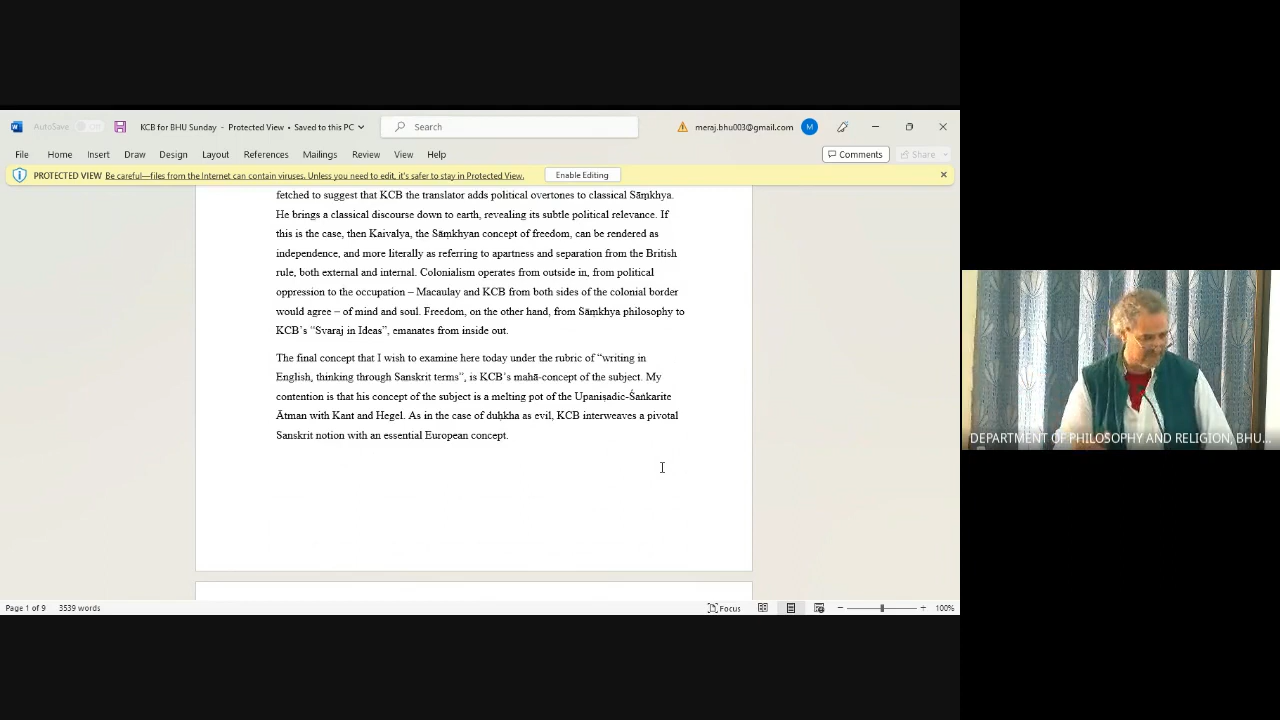 AutoSave Off KCB for BHU Sunday - Protected View • Saved to this PC Search meraj.bhu003@gmail.com M
File Home Insert Draw Design Layout References Mailings Review View Help Comments Share
PROTECTED VIEW Be careful—files from the Internet can contain viruses. Unless you need to edit, it's safer to stay in Protected View. Enable Editing
fetched to suggest that KCB the translator adds political overtones to classical Sāṃkhya.
He brings a classical discourse down to earth, revealing its subtle political relevance. If
this is the case, then Kaivalya, the Sāṃkhyan concept of freedom, can be rendered as
independence, and more literally as referring to apartness and separation from the British
rule, both external and internal. Colonialism operates from outside in, from political
oppression to the occupation – Macaulay and KCB from both sides of the colonial border
would agree – of mind and soul. Freedom, on the other hand, from Sāṃkhya philosophy to
KCB's “Svaraj in Ideas”, emanates from inside out.
The final concept that I wish to examine here today under the rubric of “writing in
English, thinking through Sanskrit terms”, is KCB's mahā-concept of the subject. My
contention is that his concept of the subject is a melting pot of the Upaniṣadic-Śaṅkarite
Ātman with Kant and Hegel. As in the case of duḥkha as evil, KCB interweaves a pivotal
Sanskrit notion with an essential European concept.
DEPARTMENT OF PHILOSOPHY AND RELIGION, BHU...
Page 1 of 9 3539 words Focus 100%